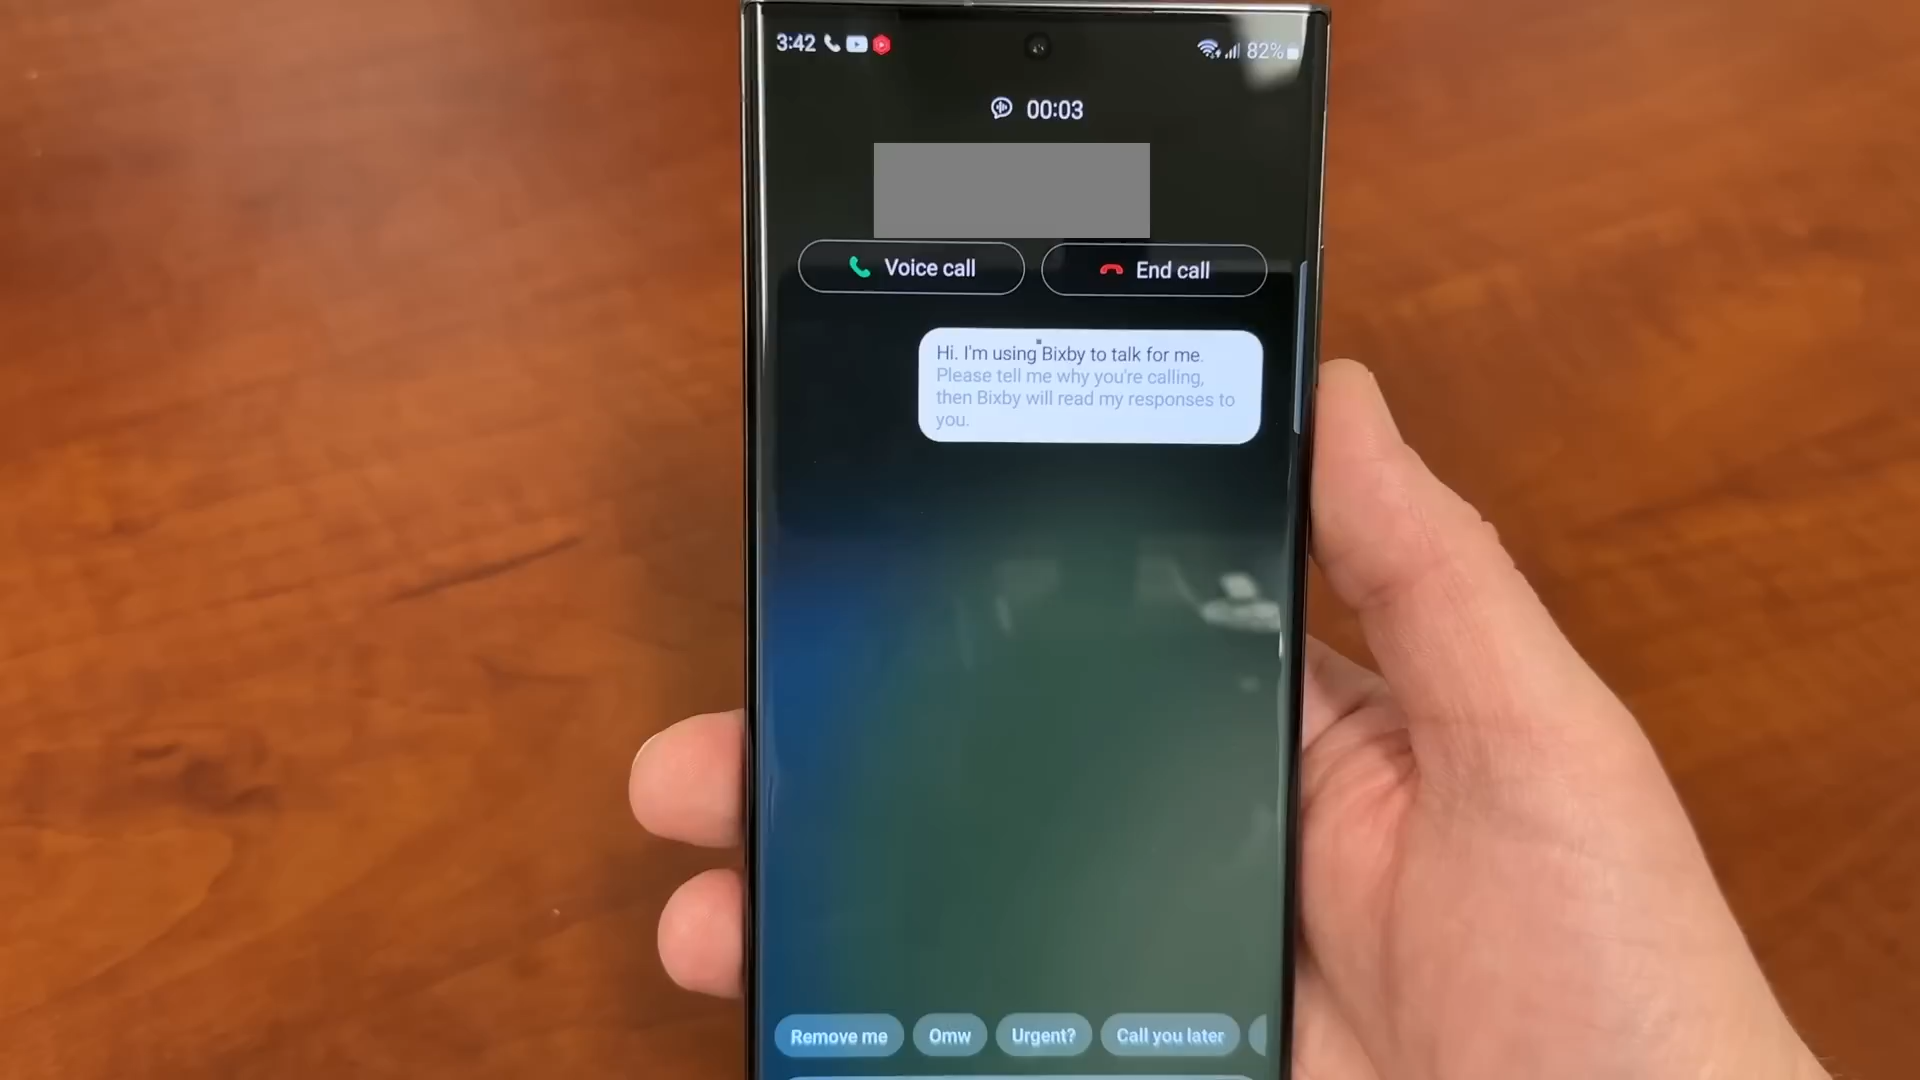 3:42
82%
00:03
Voice call
End call
Hi. I'm using Bixby to talk for me.
Please tell me why you're calling,
then Bixby will read my responses to
you.
Remove me
Omw
Urgent?
Call you later